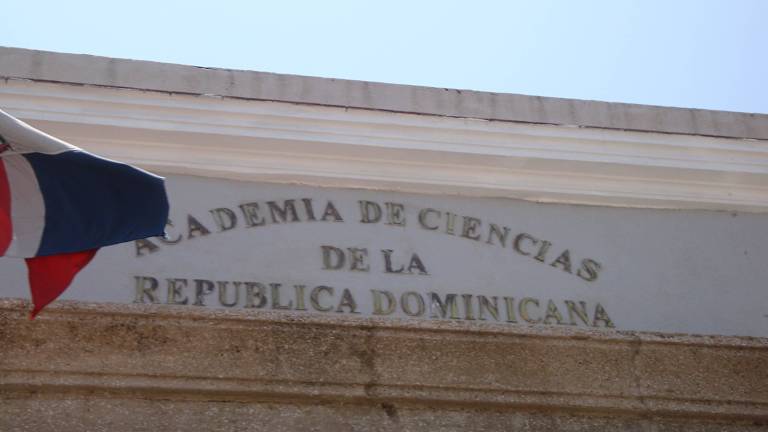 ACADEMIA DE CIENCIAS
DE LA
REPUBLICA DOMINICANA